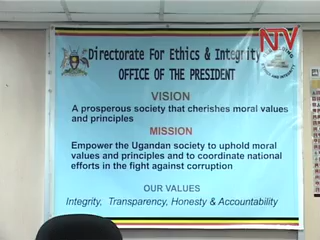 Directorate For Ethics & Integrity
NTV
OFFICE OF THE PRESIDENT
VISION
A prosperous society that cherishes moral values
and principles
MISSION
Empower the Ugandan society to uphold moral
values and principles and to coordinate national
efforts in the fight against corruption
OUR VALUES
Integrity, Transparency, Honesty & Accountability